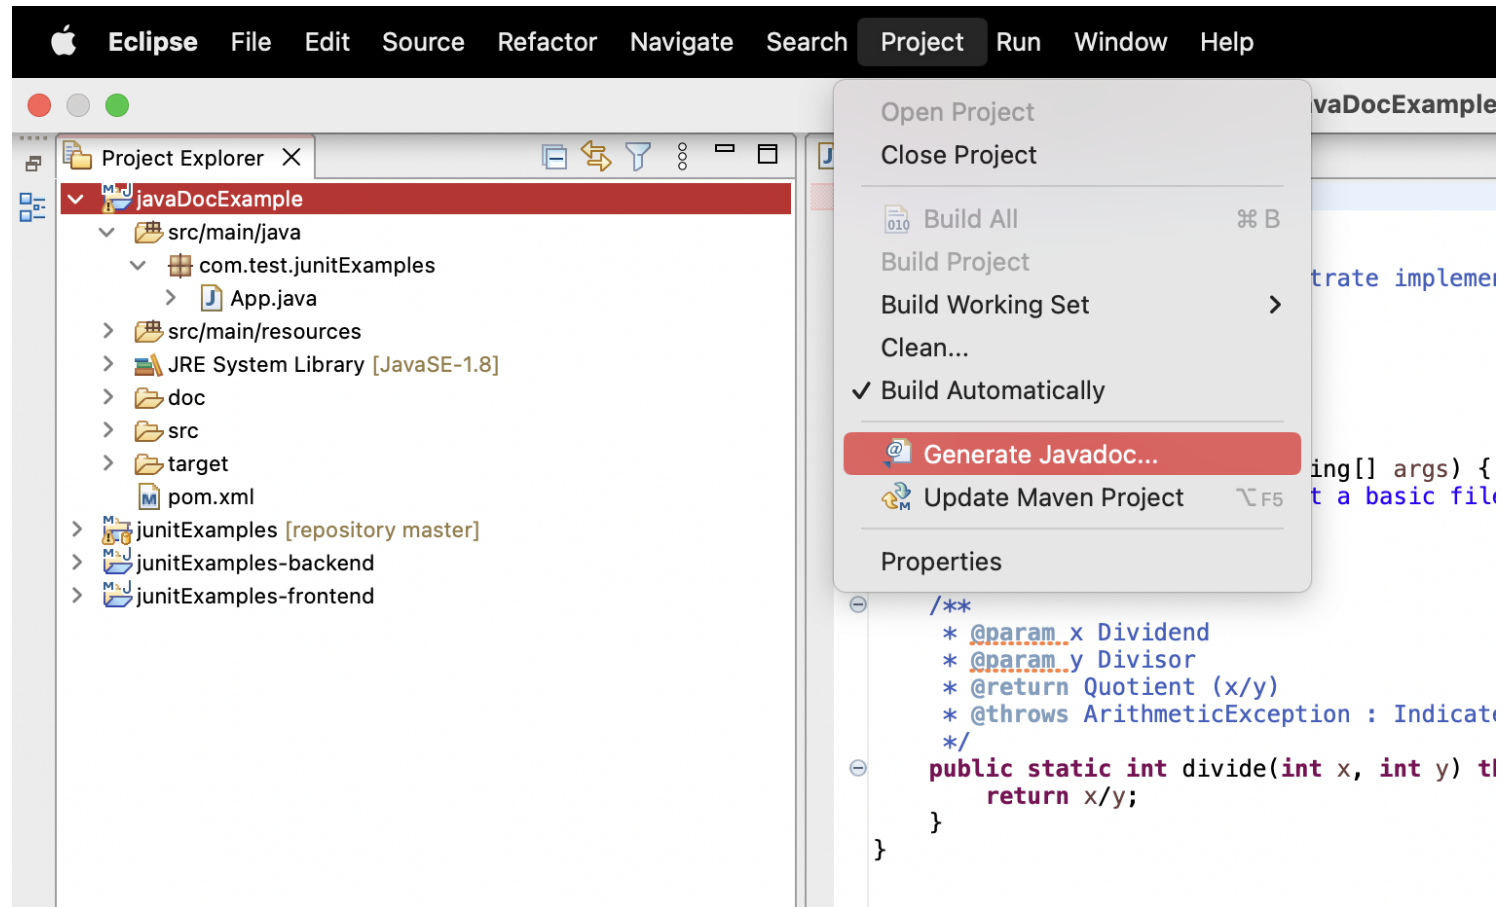 Eclipse File Edit Source Refactor Navigate Search Project Run Window Help
Project Explorer
javaDocExample
src/main/java
com.test.junitExamples
App.java
src/main/resources
JRE System Library [JavaSE-1.8]
doc
src
target
pom.xml
junitExamples [repository master]
junitExamples-backend
junitExamples-frontend
Open Project
Close Project
Build All ⌘ B
Build Project
Build Working Set
Clean...
Build Automatically
Generate Javadoc...
Update Maven Project ⌥ F5
Properties
vaDocExample
trate implemen
ing[] args) {
t a basic file
/**
* @param x Dividend
* @param y Divisor
* @return Quotient (x/y)
* @throws ArithmeticException : Indicate
*/
public static int divide(int x, int y) th
return x/y;
}
}